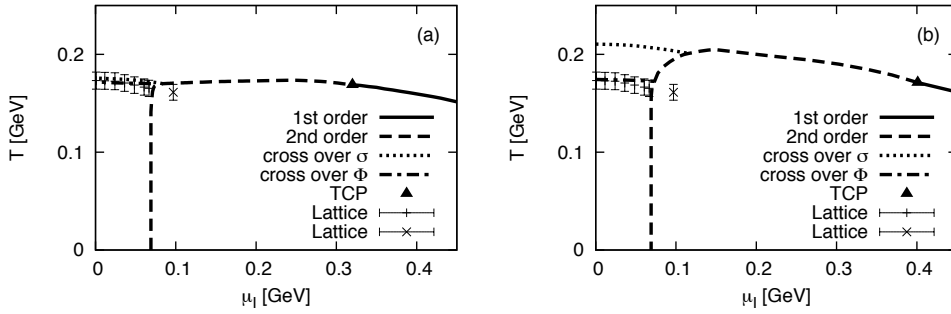 (a)
T [GeV]
0.2
0.1
0
1st order
2nd order
cross over σ
cross over Φ
TCP
Lattice
Lattice
0 0.1 0.2 0.3 0.4
μI [GeV]
(b)
T [GeV]
0.2
0.1
0
1st order
2nd order
cross over σ
cross over Φ
TCP
Lattice
Lattice
0 0.1 0.2 0.3 0.4
μI [GeV]